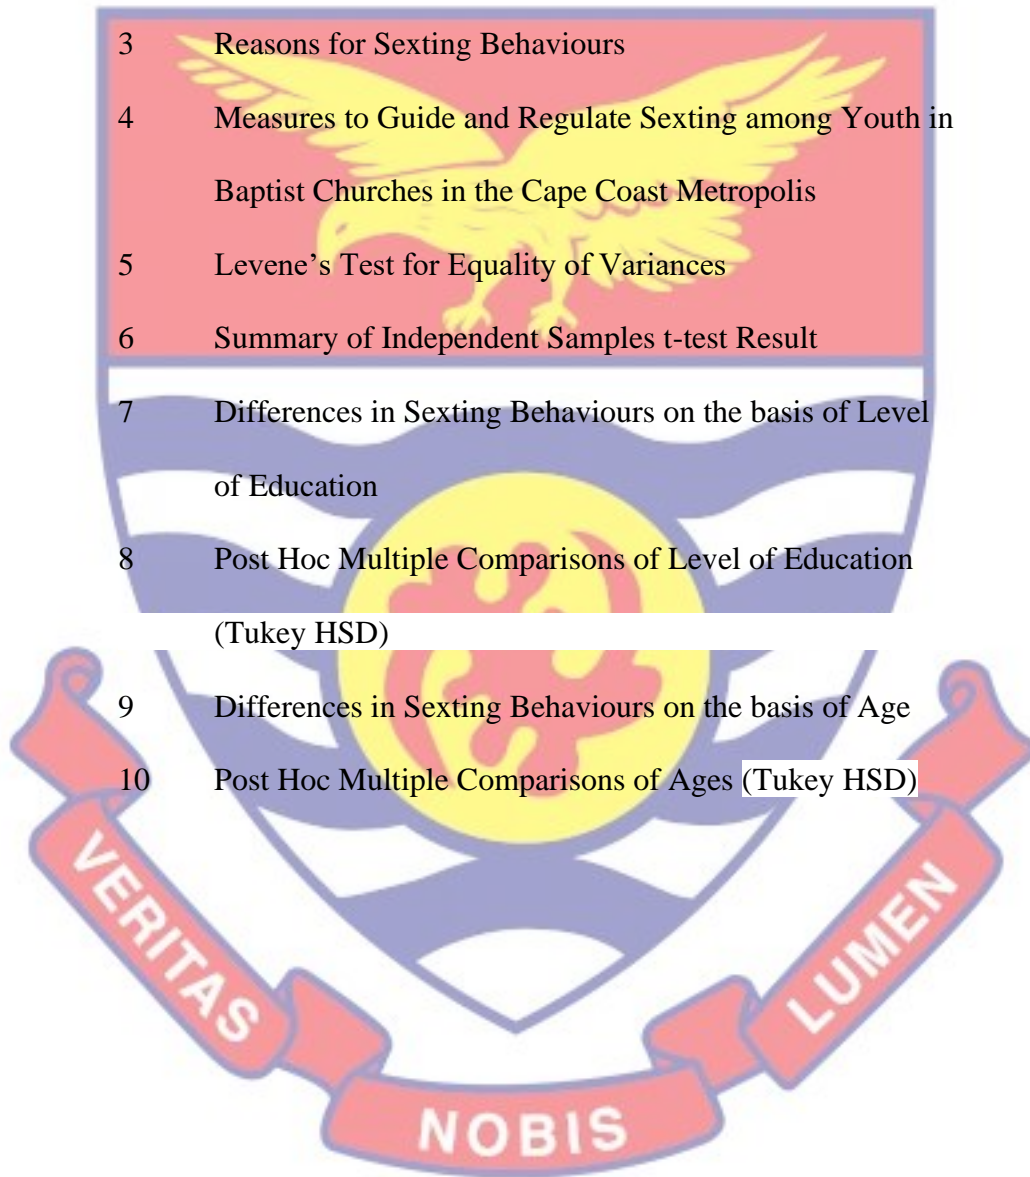 3 Reasons for Sexting Behaviours
4 Measures to Guide and Regulate Sexting among Youth in
Baptist Churches in the Cape Coast Metropolis
5 Levene’s Test for Equality of Variances
6 Summary of Independent Samples t-test Result
7 Differences in Sexting Behaviours on the basis of Level
of Education
8 Post Hoc Multiple Comparisons of Level of Education
(Tukey HSD)
9 Differences in Sexting Behaviours on the basis of Age
10 Post Hoc Multiple Comparisons of Ages (Tukey HSD)
VERITAS
NOBIS
LUMEN